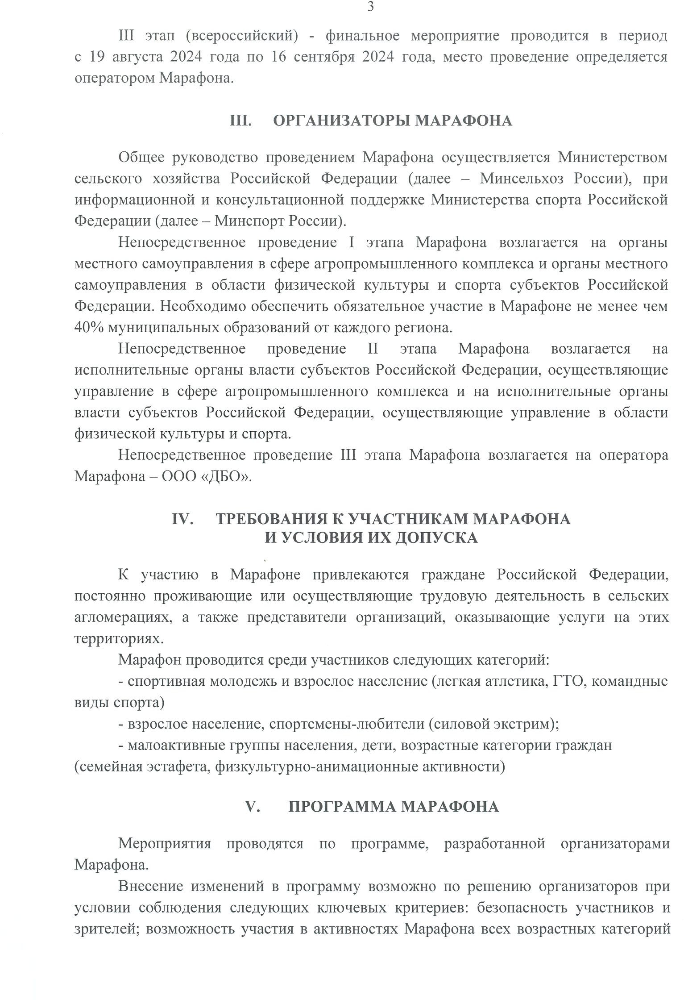 3
III этап (всероссийский) - финальное мероприятие проводится в период
с 19 августа 2024 года по 16 сентября 2024 года, место проведение определяется
оператором Марафона.
III. ОРГАНИЗАТОРЫ МАРАФОНА
Общее руководство проведением Марафона осуществляется Министерством
сельского хозяйства Российской Федерации (далее – Минсельхоз России), при
информационной и консультационной поддержке Министерства спорта Российской
Федерации (далее – Минспорт России).
Непосредственное проведение I этапа Марафона возлагается на органы
местного самоуправления в сфере агропромышленного комплекса и органы местного
самоуправления в области физической культуры и спорта субъектов Российской
Федерации. Необходимо обеспечить обязательное участие в Марафоне не менее чем
40% муниципальных образований от каждого региона.
Непосредственное проведение II этапа Марафона возлагается на
исполнительные органы власти субъектов Российской Федерации, осуществляющие
управление в сфере агропромышленного комплекса и на исполнительные органы
власти субъектов Российской Федерации, осуществляющие управление в области
физической культуры и спорта.
Непосредственное проведение III этапа Марафона возлагается на оператора
Марафона – ООО «ДБО».
IV. ТРЕБОВАНИЯ К УЧАСТНИКАМ МАРАФОНА
И УСЛОВИЯ ИХ ДОПУСКА
К участию в Марафоне привлекаются граждане Российской Федерации,
постоянно проживающие или осуществляющие трудовую деятельность в сельских
агломерациях, а также представители организаций, оказывающие услуги на этих
территориях.
Марафон проводится среди участников следующих категорий:
- спортивная молодежь и взрослое население (легкая атлетика, ГТО, командные
виды спорта)
- взрослое население, спортсмены-любители (силовой экстрим);
- малоактивные группы населения, дети, возрастные категории граждан
(семейная эстафета, физкультурно-анимационные активности)
V. ПРОГРАММА МАРАФОНА
Мероприятия проводятся по программе, разработанной организаторами
Марафона.
Внесение изменений в программу возможно по решению организаторов при
условии соблюдения следующих ключевых критериев: безопасность участников и
зрителей; возможность участия в активностях Марафона всех возрастных категорий